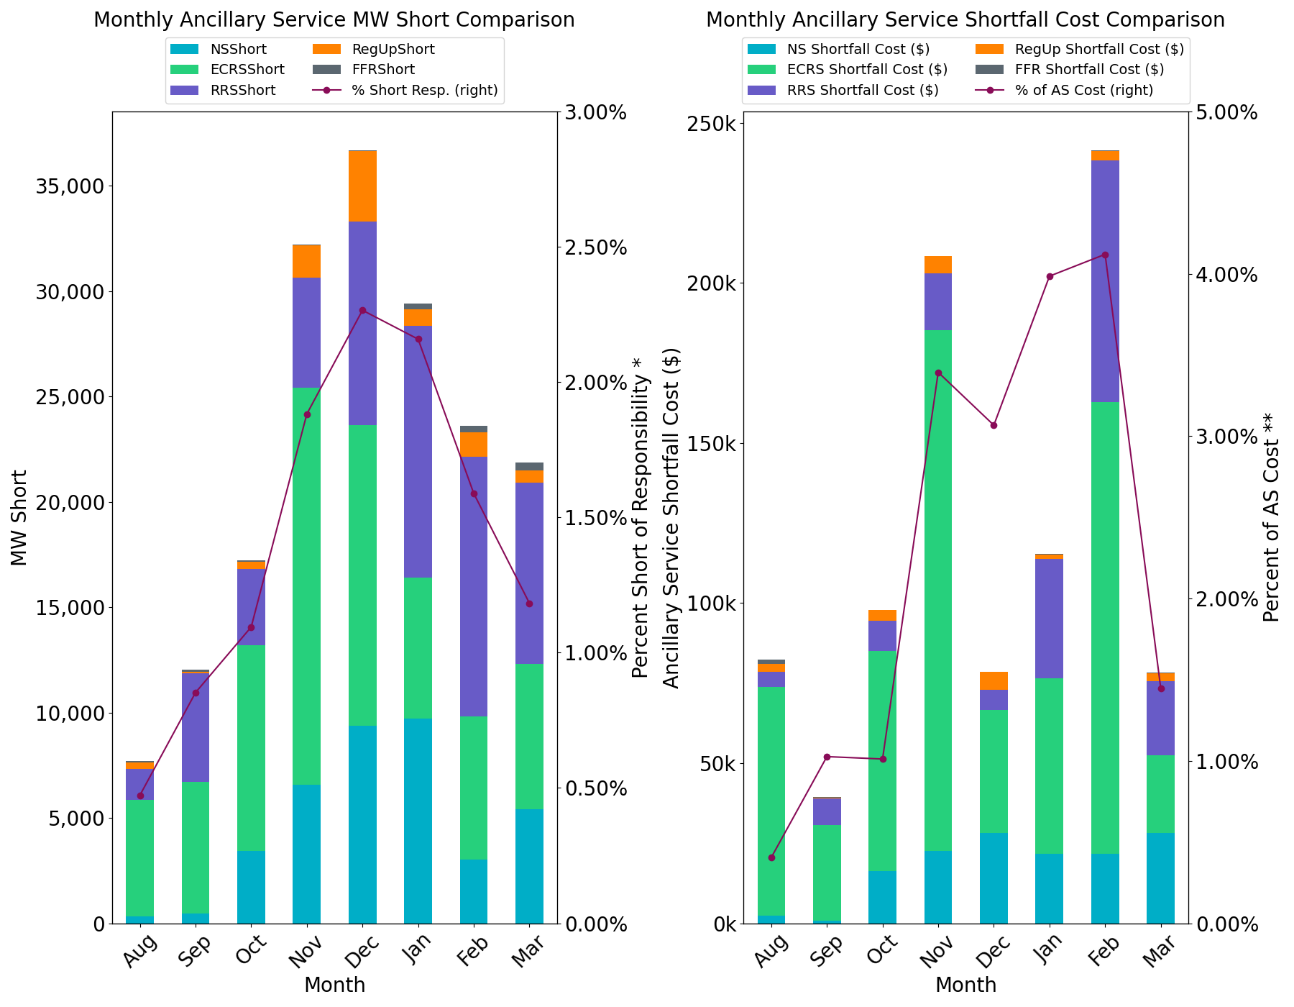 Monthly Ancillary Service MW Short Comparison
NSShort
ECRSShort
RRSShort
RegUpShort
FFRShort
% Short Resp. (right)
MW Short
35,000
30,000
25,000
20,000
15,000
10,000
5,000
0
3.00%
2.50%
2.00%
1.50%
1.00%
0.50%
0.00%
Percent Short of Responsibility *
Aug
Sep
Oct
Nov
Dec
Jan
Feb
Mar
Month
Monthly Ancillary Service Shortfall Cost Comparison
NS Shortfall Cost ($)
ECRS Shortfall Cost ($)
RRS Shortfall Cost ($)
RegUp Shortfall Cost ($)
FFR Shortfall Cost ($)
% of AS Cost (right)
Ancillary Service Shortfall Cost ($)
250k
200k
150k
100k
50k
0k
5.00%
4.00%
3.00%
2.00%
1.00%
0.00%
Percent of AS Cost **
Aug
Sep
Oct
Nov
Dec
Jan
Feb
Mar
Month